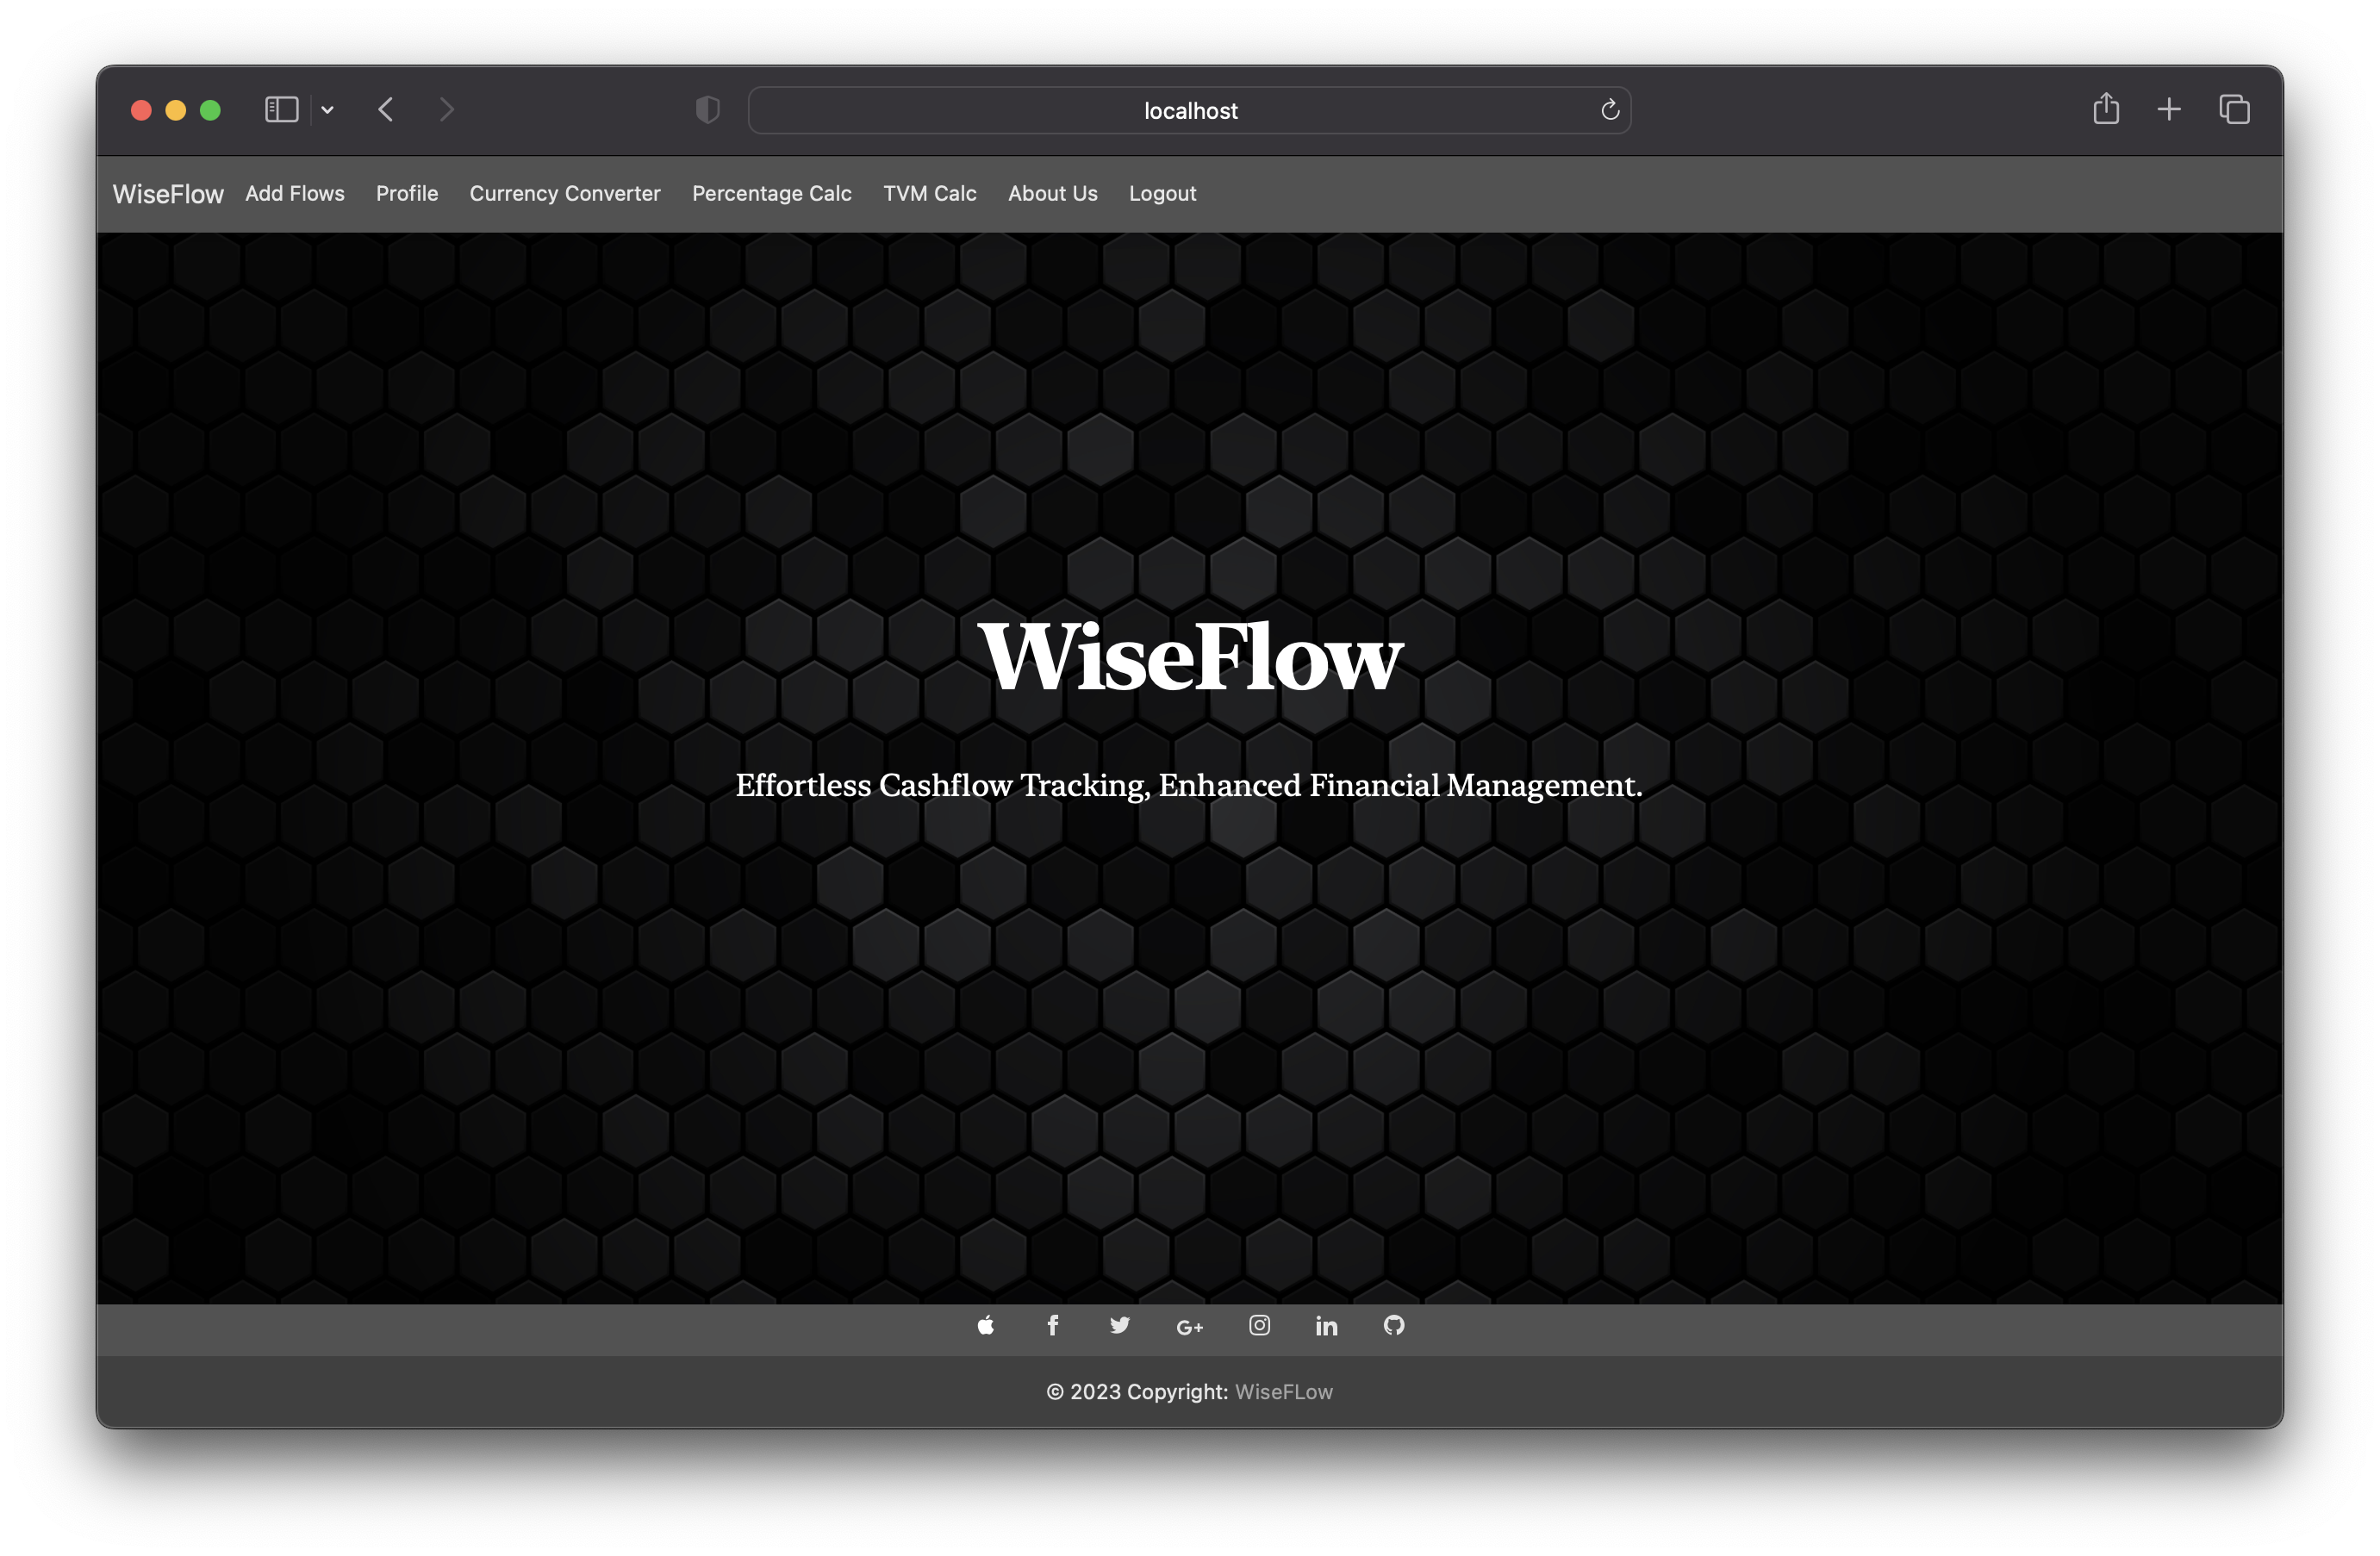 localhost
WiseFlow Add Flows Profile Currency Converter Percentage Calc TVM Calc About Us Logout
WiseFlow
Effortless Cashflow Tracking, Enhanced Financial Management.
© 2023 Copyright: WiseFLow